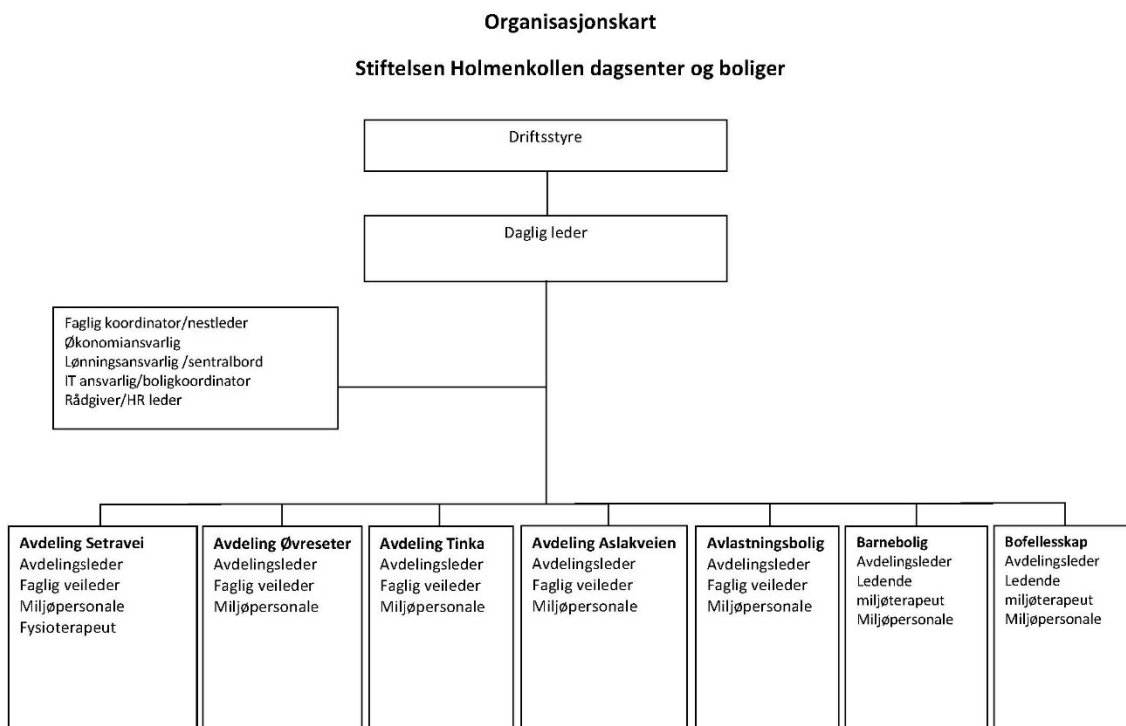 Organisasjonskart
Stiftelsen Holmenkollen dagsenter og boliger
Driftsstyre
Daglig leder
Faglig koordinator/nestleder
Økonomiansvarlig
Lønningsansvarlig /sentralbord
IT ansvarlig/boligkoordinator
Rådgiver/HR leder
Avdeling Setravei
Avdelingsleder
Faglig veileder
Miljøpersonale
Fysioterapeut
Avdeling Øvreseter
Avdelingsleder
Faglig veileder
Miljøpersonale
Avdeling Tinka
Avdelingsleder
Faglig veileder
Miljøpersonale
Avdeling Aslakveien
Avdelingsleder
Faglig veileder
Miljøpersonale
Avlastningsbolig
Avdelingsleder
Faglig veileder
Miljøpersonale
Barnebolig
Avdelingsleder
Ledende
miljøterapeut
Miljøpersonale
Bofellesskap
Avdelingsleder
Ledende
miljøterapeut
Miljøpersonale